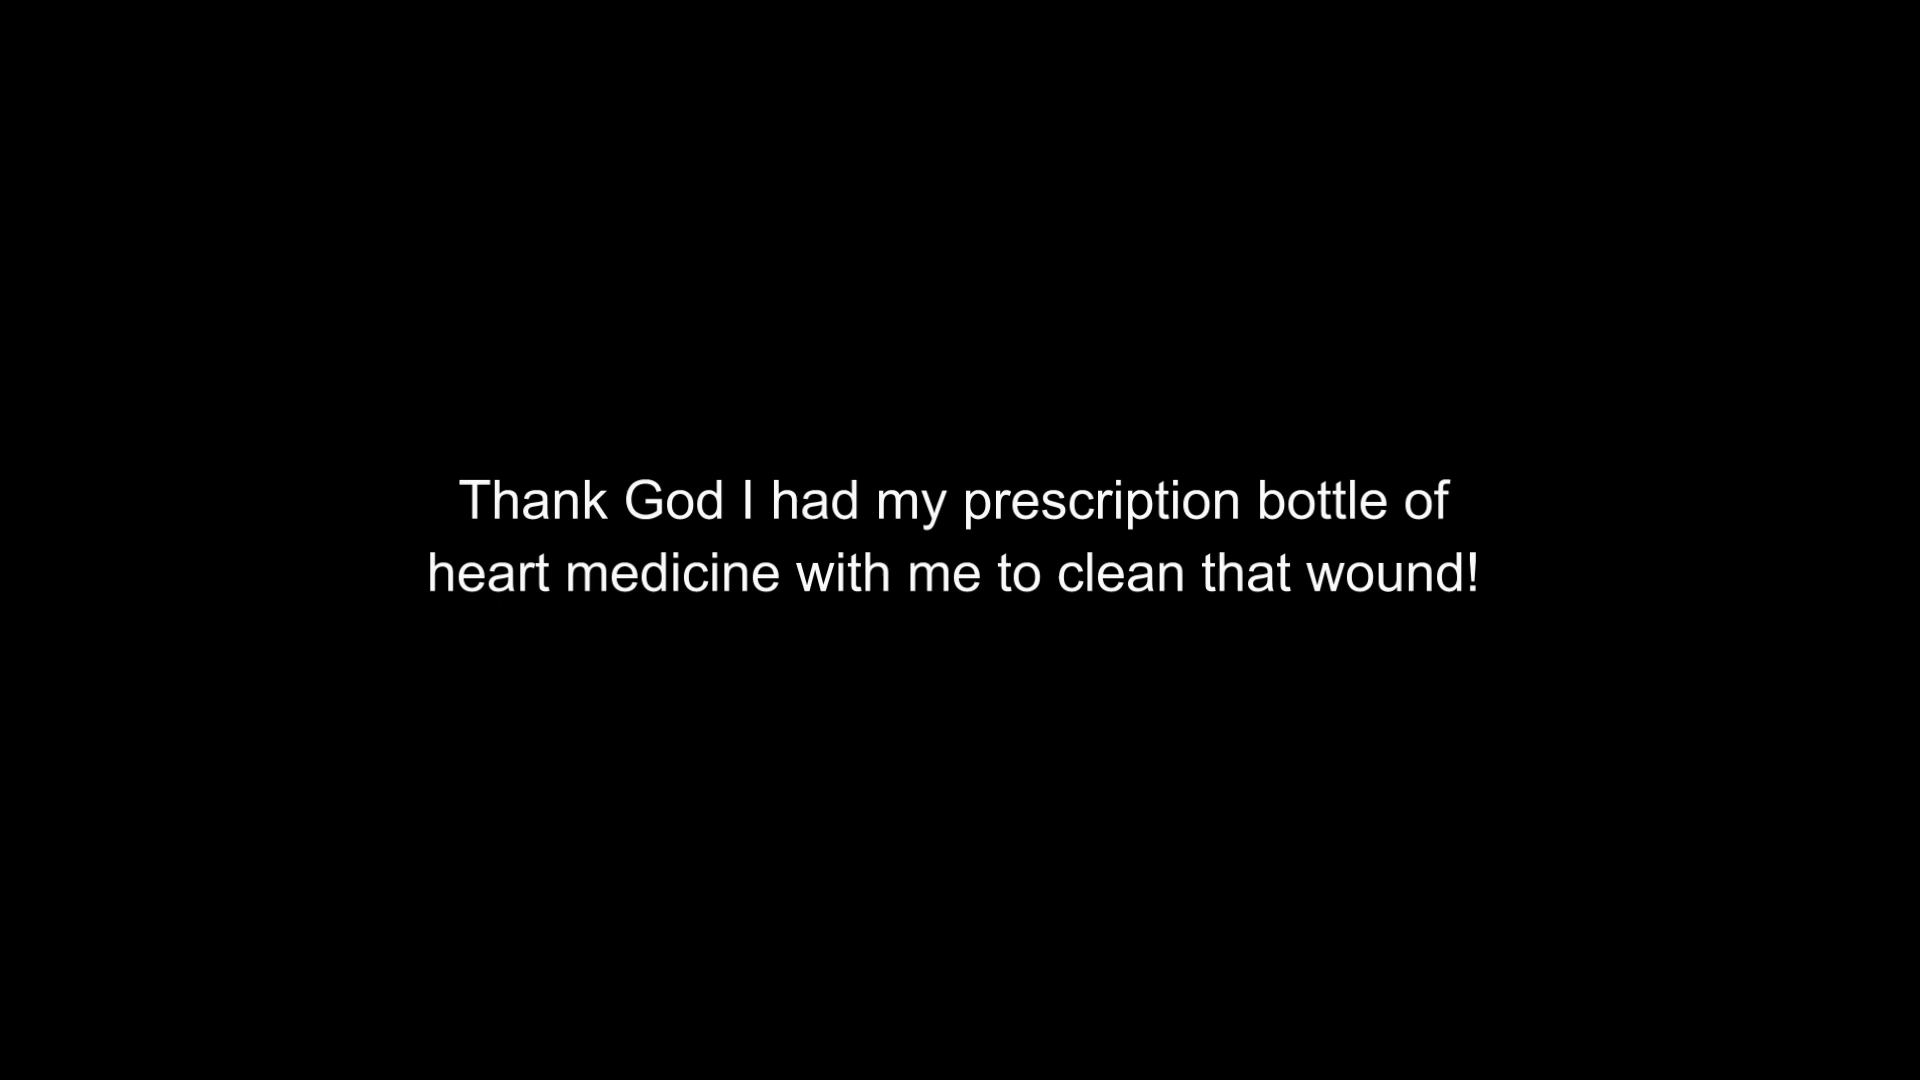 Thank God I had my prescription bottle of
heart medicine with me to clean that wound!